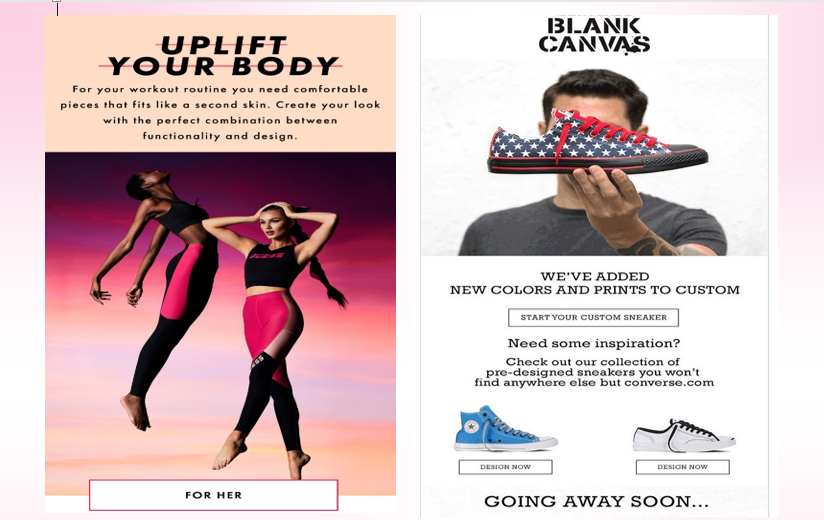 UPLIFT
YOUR BODY
For your workout routine you need comfortable
pieces that fits like a second skin. Create your look
with the perfect combination between
functionality and design.
FOR HER
BLANK
CANVAS
WE'VE ADDED
NEW COLORS AND PRINTS TO CUSTOM
START YOUR CUSTOM SNEAKER
Need some inspiration?
Check out our collection of
pre-designed sneakers you won't
find anywhere else but converse.com
DESIGN NOW
DESIGN NOW
GOING AWAY SOON...